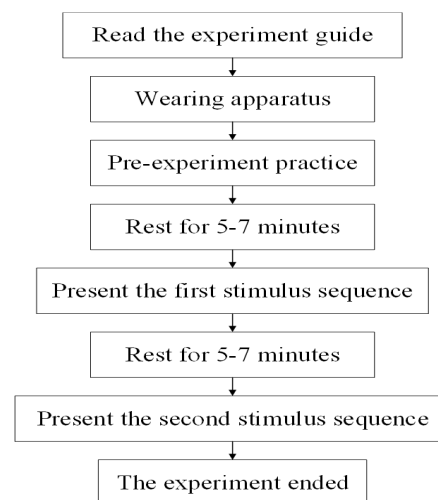 Read the experiment guide
Wearing apparatus
Pre-experiment practice
Rest for 5-7 minutes
Present the first stimulus sequence
Rest for 5-7 minutes
Present the second stimulus sequence
The experiment ended